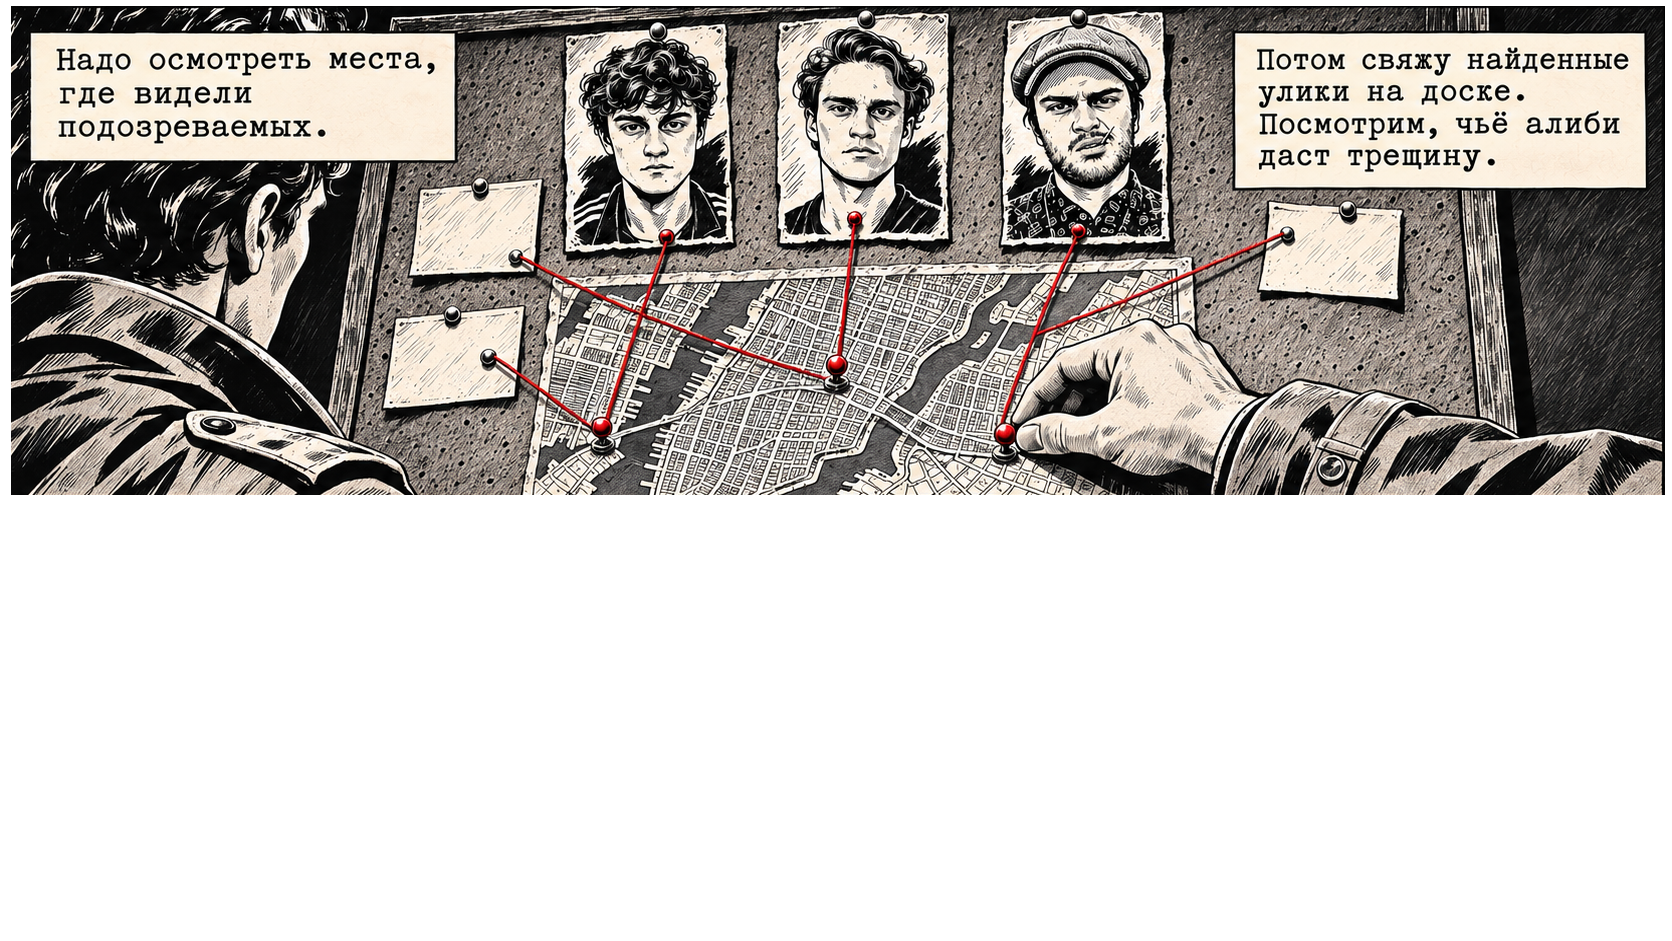 Надо осмотреть места,
где видели
подозреваемых.
Потом свяжу найденные
улики на доске.
Посмотрим, чьё алиби
даст трещину.